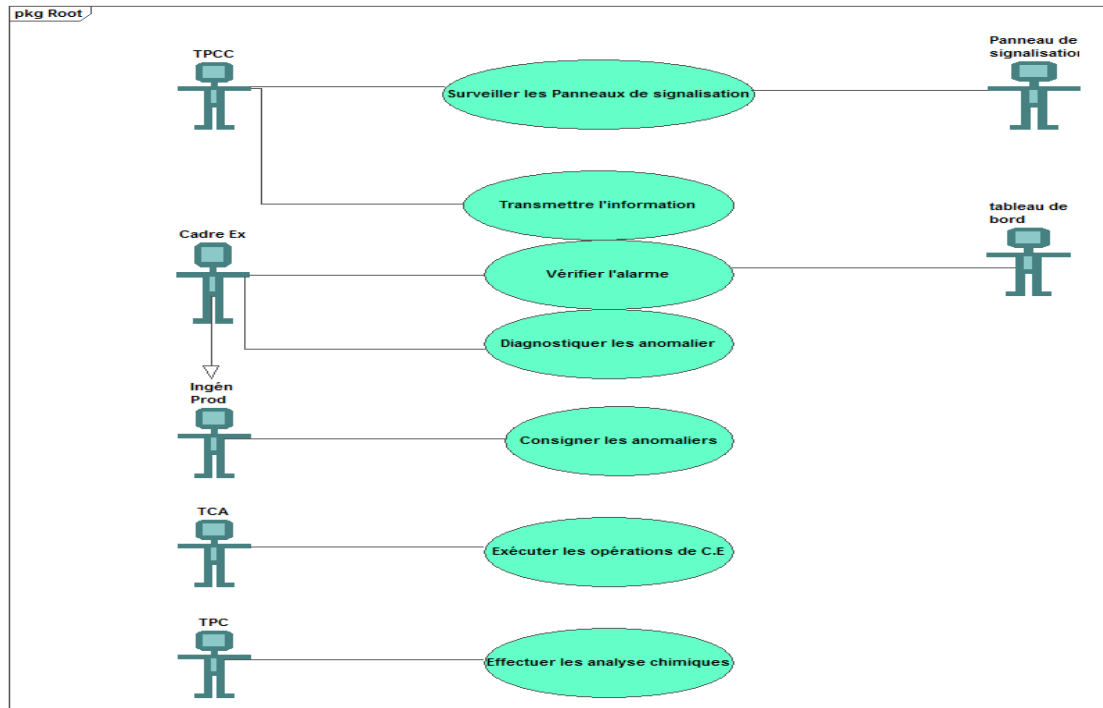 pkg Root
TPCC
Panneau de
signalisation
Surveiller les Panneaux de signalisation
Transmettre l'information
tableau de
bord
Cadre Ex
Vérifier l'alarme
Diagnostiquer les anomalier
Ingén
Prod
Consigner les anomaliers
TCA
Exécuter les opérations de C.E
TPC
Effectuer les analyse chimiques